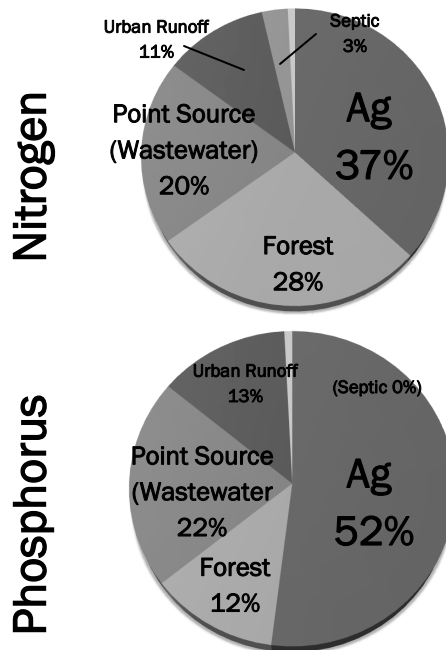 Nitrogen
Urban Runoff
11%
Septic
3%
Ag
37%
Point Source
(Wastewater)
20%
Forest
28%
Phosphorus
Urban Runoff
13%
(Septic 0%)
Ag
52%
Point Source
(Wastewater
22%
Forest
12%